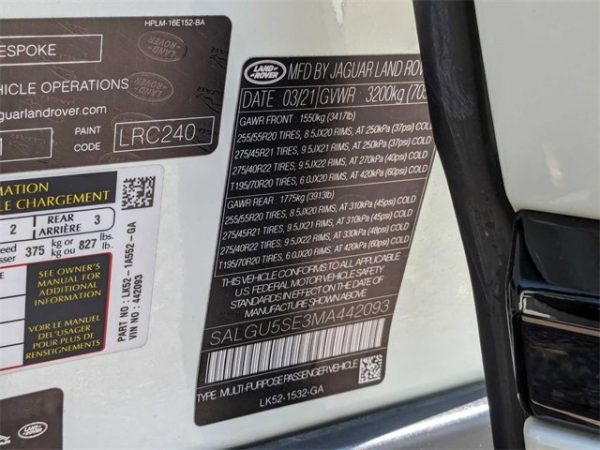 HPLM-16E152-BA
ESPOKE
HICLE OPERATIONS
guarlandrover.com
PAINT CODE LRC240
LAND-ROVER
MFD BY JAGUAR LAND ROV
DATE 03/21 GVWR 3200kg (705
GAWR FRONT 1550kg (3417lb)
255/55R20 TIRES, 8.5JX20 RIMS, AT 250kPa (37psi) COLD
275/45R21 TIRES, 9.5JX21 RIMS, AT 250kPa (37psi) COLD
275/40R22 TIRES, 9.5JX22 RIMS, AT 270kPa (40psi) COLD
T195/70R20 TIRES, 6.0JX20 RIMS, AT 420kPa (60psi) COLD
GAWR REAR 1775kg (3913lb)
255/55R20 TIRES, 8.5JX20 RIMS, AT 310kPa (45psi) COLD
275/45R21 TIRES, 9.5JX21 RIMS, AT 310kPa (45psi) COLD
275/40R22 TIRES, 9.5JX22 RIMS, AT 330kPa (48psi) COLD
T195/70R20 TIRES, 6.0JX20 RIMS, AT 420kPa (60psi) COLD
THIS VEHICLE CONFORMS TO ALL APPLICABLE
U.S FEDERAL MOTOR VEHICLE SAFETY
STANDARDS IN EFFECT ON THE DATE OF
MANUFACTURE SHOWN ABOVE
SALGU5SE3MA442093
TYPE MULTI-PURPOSE PASSENGER VEHICLE
LK52-1532-GA
MATION
E CHARGEMENT
2 REAR ARRIÈRE 3
eed
sser 375 kg or kg ou 827 lbs. lb.
SEE OWNER'S
MANUAL FOR
ADDITIONAL
INFORMATION
VOIR LE MANUEL
DE L'USAGER
POUR PLUS DE
RENSEIGNEMENTS
PART NO: LK52-1A552-GA
VIN NO: 442093
LAND-ROVER